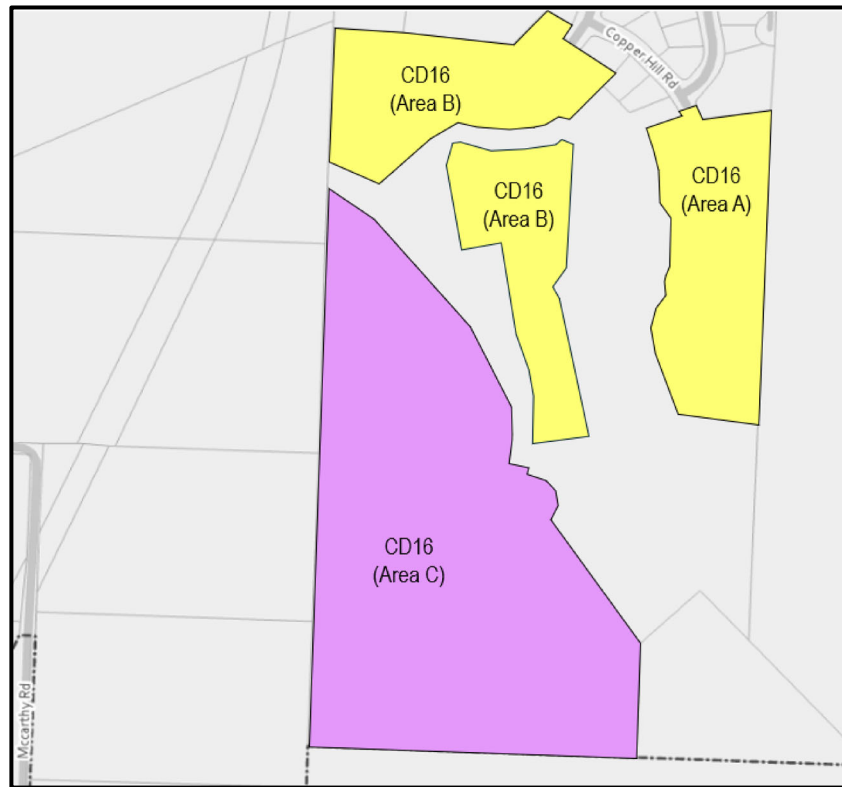 Copper Hill Rd
CD16
(Area B)
CD16
(Area A)
CD16
(Area B)
CD16
(Area C)
Mccarthy Rd